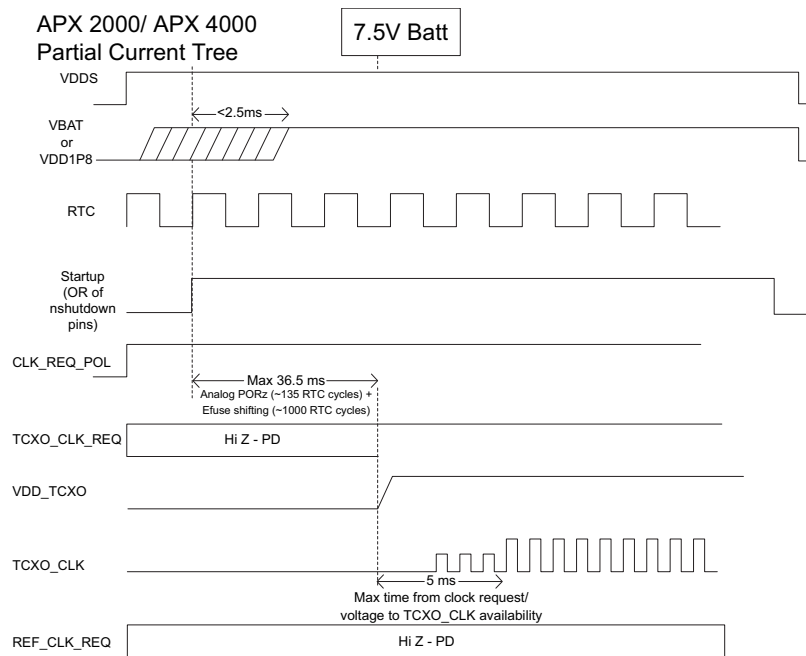 APX 2000/ APX 4000
Partial Current Tree
7.5V Batt
VDDS
<2.5ms
VBAT
or
VDD1P8
RTC
Startup
(OR of
nshutdown
pins)
CLK_REQ_POL
Max 36.5 ms
Analog PORz (~135 RTC cycles) +
Efuse shifting (~1000 RTC cycles)
TCXO_CLK_REQ
Hi Z - PD
VDD_TCXO
TCXO_CLK
5 ms
Max time from clock request/
voltage to TCXO_CLK availability
REF_CLK_REQ
Hi Z - PD